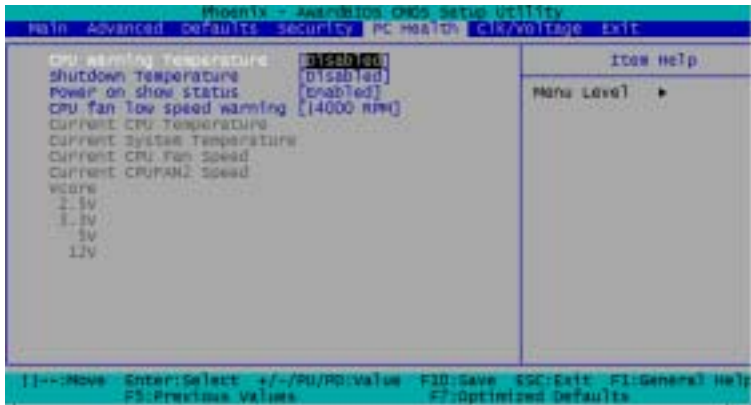 Phoenix - AwardBIOS CMOS Setup Utility
Main Advanced Defaults Security PC Health Clk/Voltage Exit
CPU Warning Temperature [Disabled]
Shutdown Temperature [Disabled]
Power on show status [Enabled]
CPU fan low speed warning [14000 RPM]
Current CPU Temperature
Current System Temperature
Current CPU Fan Speed
Current CPUFAN2 Speed
Vcore
2.5V
3.3V
5V
12V
Item Help
Menu Level ▶
:Move Enter:Select +/-/PU/PD:Value F10:Save ESC:Exit F1:General Help
F5:Previous Values F7:Optimized Defaults